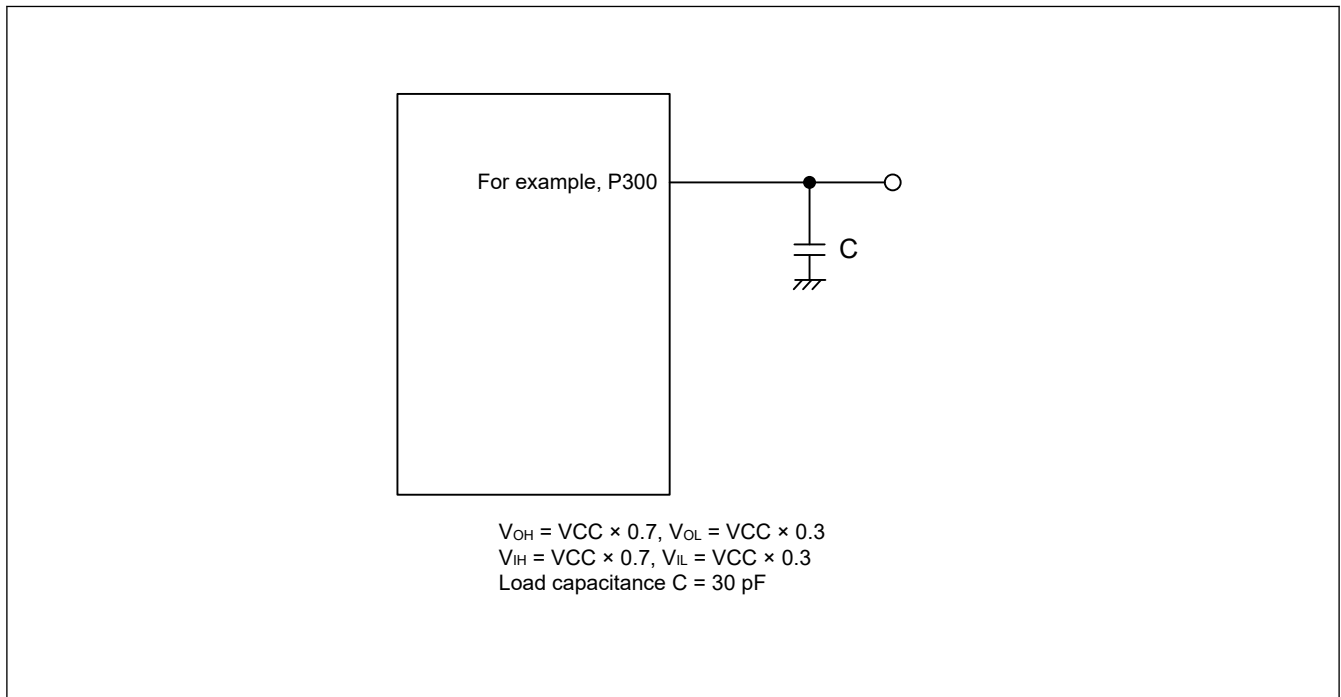 For example, P300
C
VOH = VCC × 0.7, VOL = VCC × 0.3
VIH = VCC × 0.7, VIL = VCC × 0.3
Load capacitance C = 30 pF